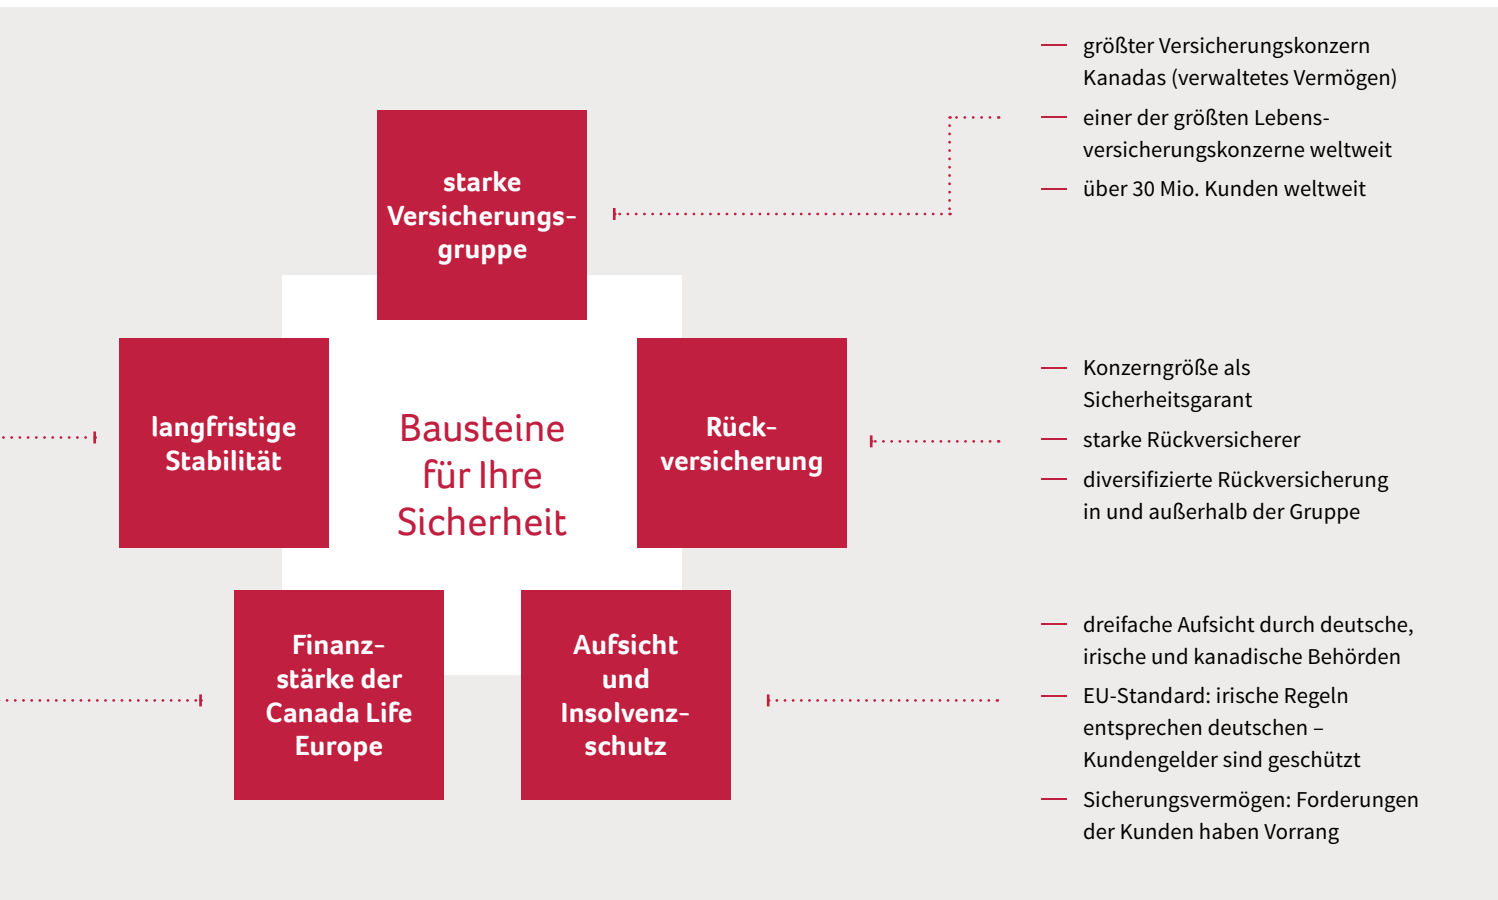 größter Versicherungskonzern
Kanadas (verwaltetes Vermögen)
einer der größten Lebens-
versicherungskonzerne weltweit
über 30 Mio. Kunden weltweit
starke
Versicherungs-
gruppe
langfristige
Stabilität
Bausteine
für Ihre
Sicherheit
Rück-
versicherung
Konzerngröße als
Sicherheitsgarant
starke Rückversicherer
diversifizierte Rückversicherung
in und außerhalb der Gruppe
Finanz-
stärke der
Canada Life
Europe
Aufsicht
und
Insolvenz-
schutz
dreifache Aufsicht durch deutsche,
irische und kanadische Behörden
EU-Standard: irische Regeln
entsprechen deutschen –
Kundengelder sind geschützt
Sicherungsvermögen: Forderungen
der Kunden haben Vorrang